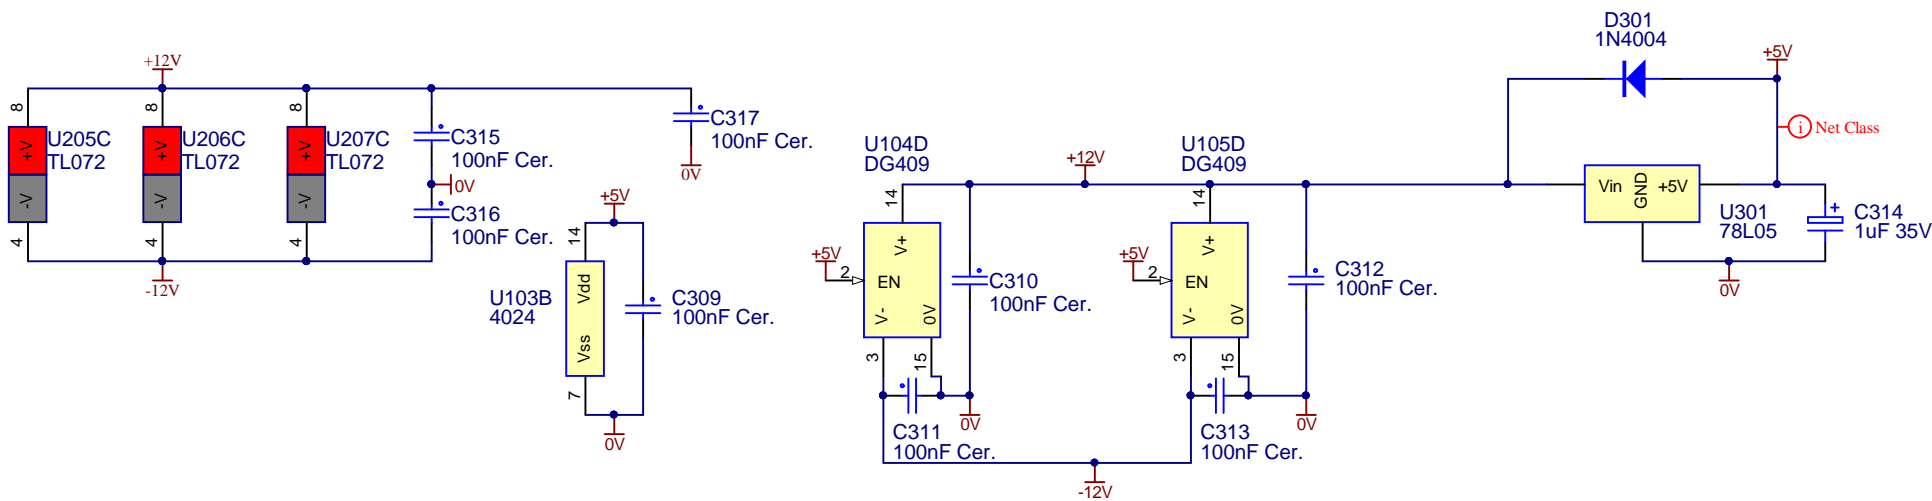 +12V
8
+V
-V
4
U205C
TL072
8
+V
-V
4
U206C
TL072
-12V
8
+V
-V
4
U207C
TL072
C315
100nF Cer.
0V
C316
100nF Cer.
C317
100nF Cer.
0V
+5V
14
Vdd
Vss
7
U103B
4024
C309
100nF Cer.
0V
U104D
DG409
14
V+
+5V
2
EN
V-
0V
3
15
C310
100nF Cer.
C311
100nF Cer.
0V
+12V
-12V
U105D
DG409
14
V+
+5V
2
EN
V-
0V
3
15
C312
100nF Cer.
C313
100nF Cer.
0V
D301
1N4004
+5V
i Net Class
Vin
GND
+5V
U301
78L05
C314
1uF 35V
+
0V